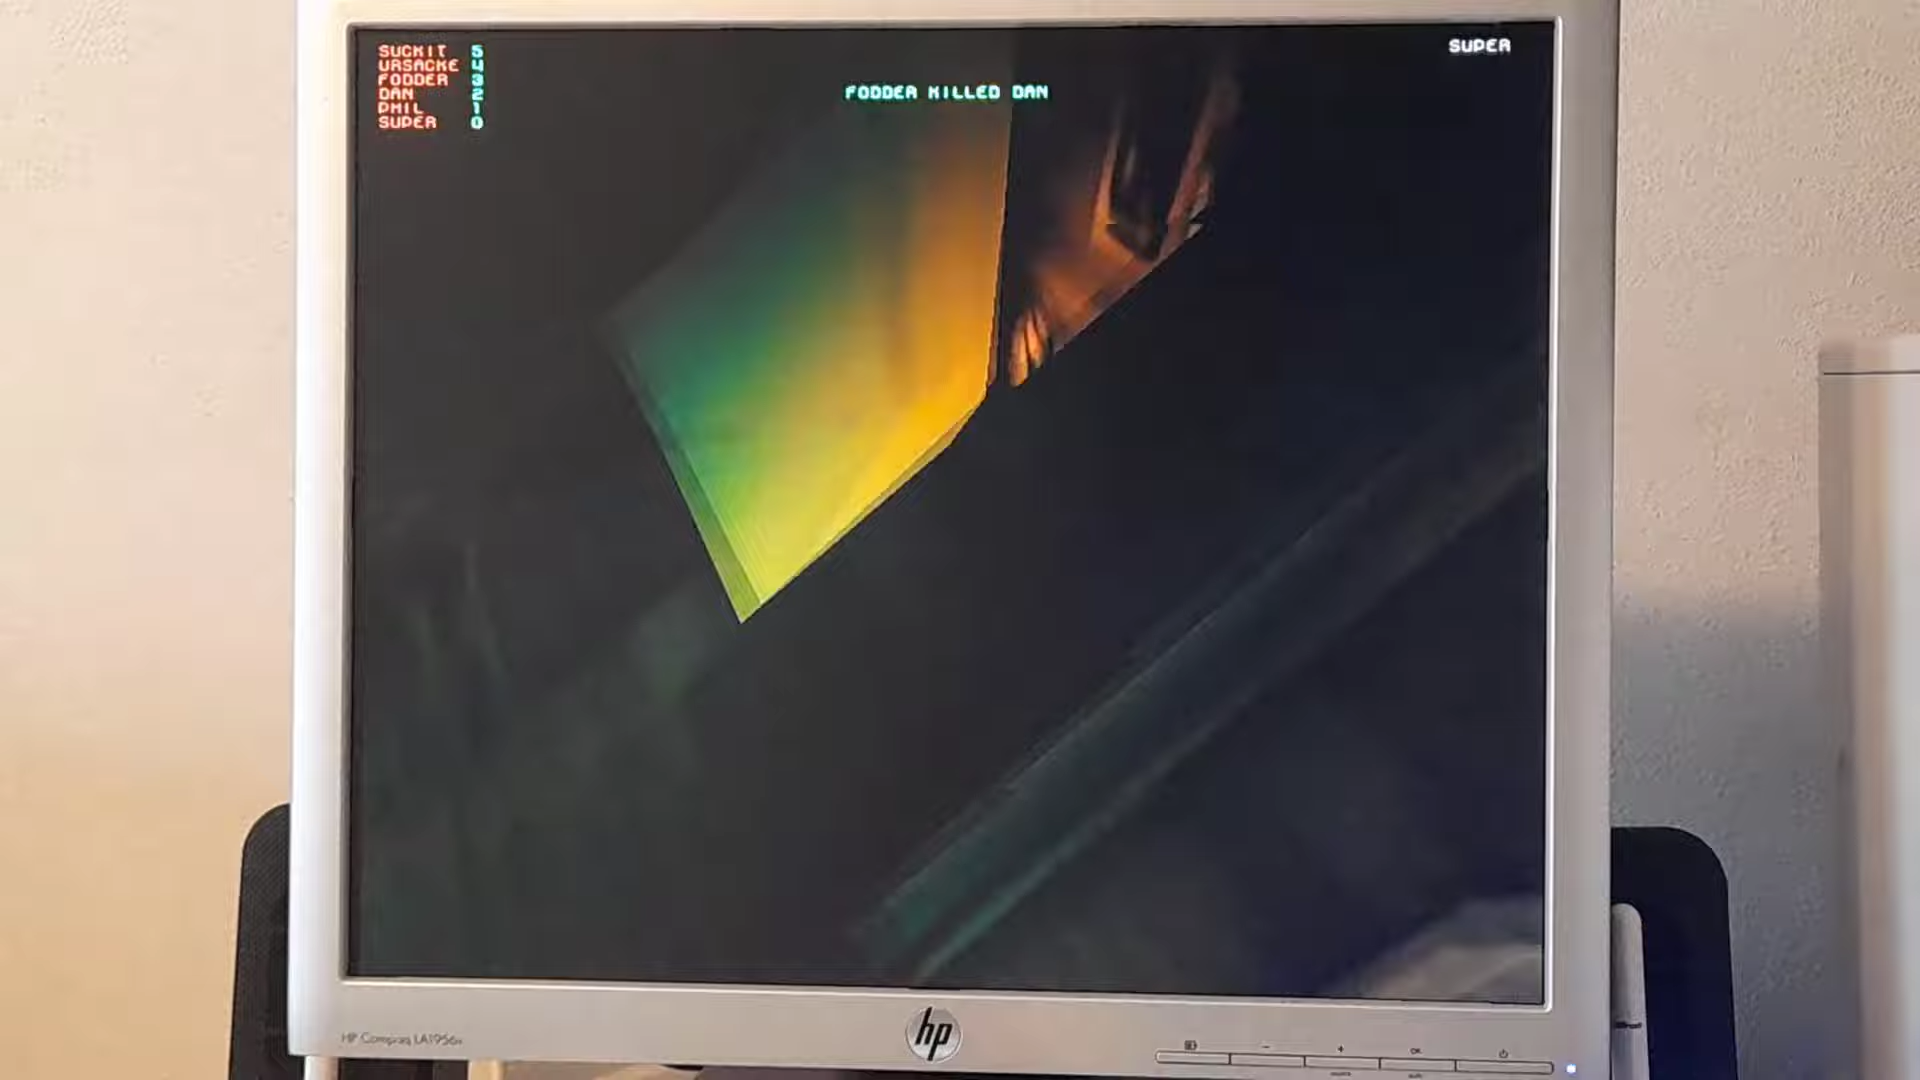 SUCKIT 5
URSACKE 4
FODDER 3
DAN 2
PHIL 1
SUPER 0
FODDER KILLED DAN
SUPER
hp
HP Compaq LA1956x